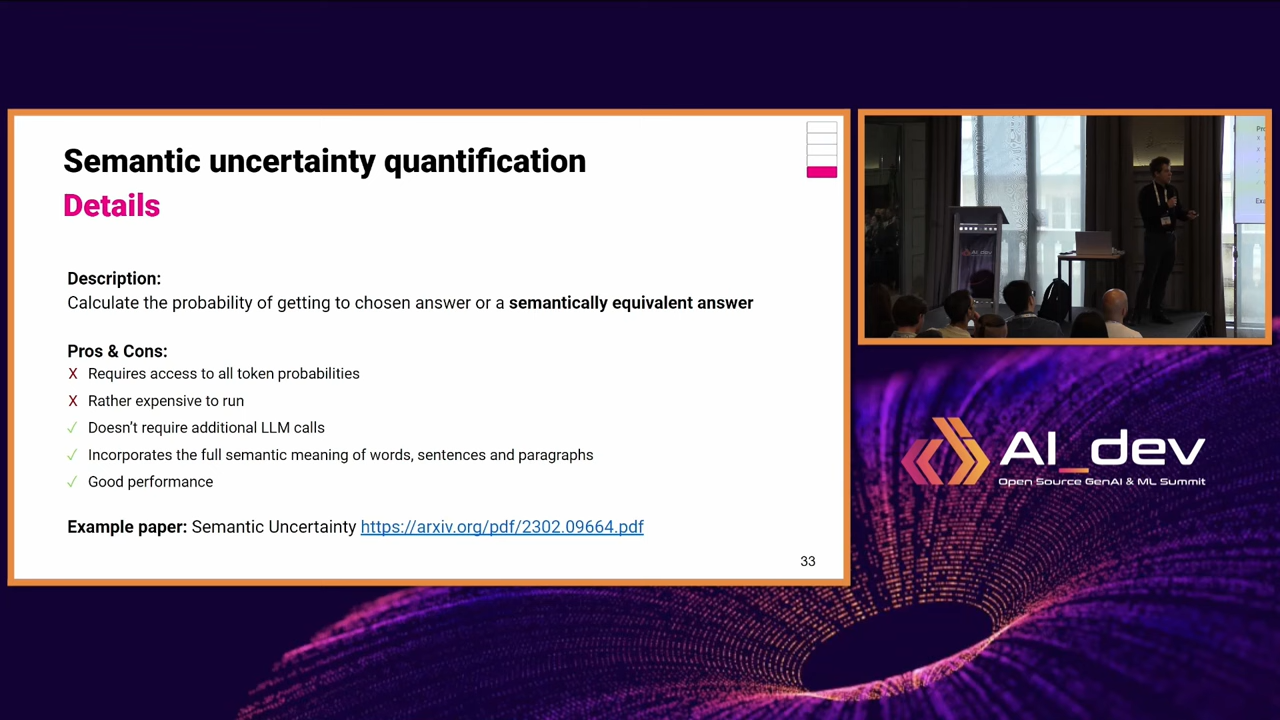 Semantic uncertainty quantification
Details
Description:
Calculate the probability of getting to chosen answer or a semantically equivalent answer
Pros & Cons:
X Requires access to all token probabilities
X Rather expensive to run
✓ Doesn't require additional LLM calls
✓ Incorporates the full semantic meaning of words, sentences and paragraphs
✓ Good performance
Example paper: Semantic Uncertainty https://arxiv.org/pdf/2302.09664.pdf
33
AI_dev
Open Source GenAI & ML Summit